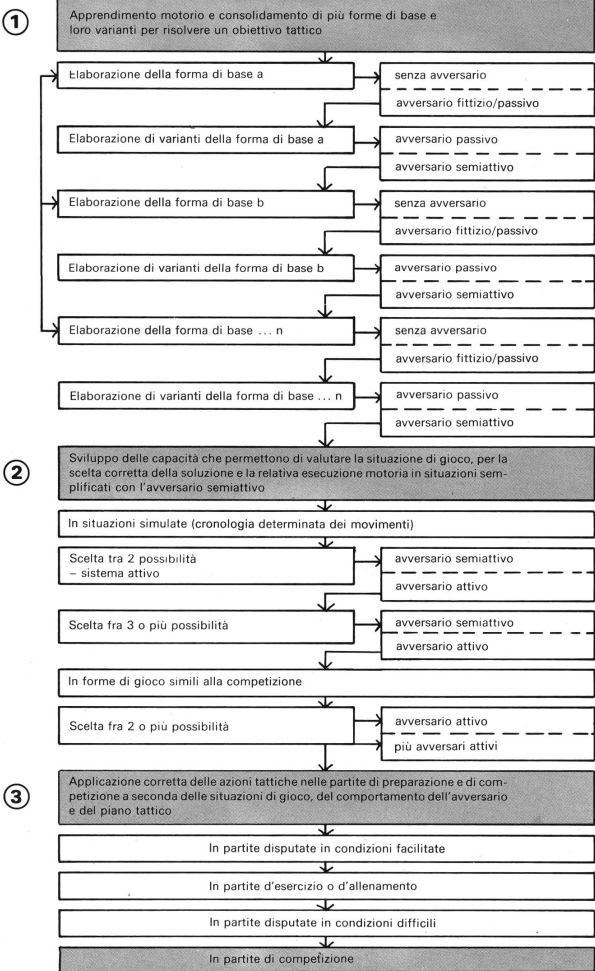 1
Apprendimento motorio e consolidamento di più forme di base e
loro varianti per risolvere un obiettivo tattico
Elaborazione della forma di base a
senza avversario
avversario fittizio/passivo
Elaborazione di varianti della forma di base a
avversario passivo
avversario semiattivo
Elaborazione della forma di base b
senza avversario
avversario fittizio/passivo
Elaborazione di varianti della forma di base b
avversario passivo
avversario semiattivo
Elaborazione della forma di base ... n
senza avversario
avversario fittizio/passivo
Elaborazione di varianti della forma di base ... n
avversario passivo
avversario semiattivo
2
Sviluppo delle capacità che permettono di valutare la situazione di gioco, per la
scelta corretta della soluzione e la relativa esecuzione motoria in situazioni sem-
plificati con l'avversario semiattivo
In situazioni simulate (cronologia determinata dei movimenti)
Scelta tra 2 possibilità
– sistema attivo
avversario semiattivo
avversario attivo
Scelta fra 3 o più possibilità
avversario semiattivo
avversario attivo
In forme di gioco simili alla competizione
Scelta fra 2 o più possibilità
avversario attivo
più avversari attivi
3
Applicazione corretta delle azioni tattiche nelle partite di preparazione e di com-
petizione a seconda delle situazioni di gioco, del comportamento dell'avversario
e del piano tattico
In partite disputate in condizioni facilitate
In partite d'esercizio o d'allenamento
In partite disputate in condizioni difficili
In partite di competizione